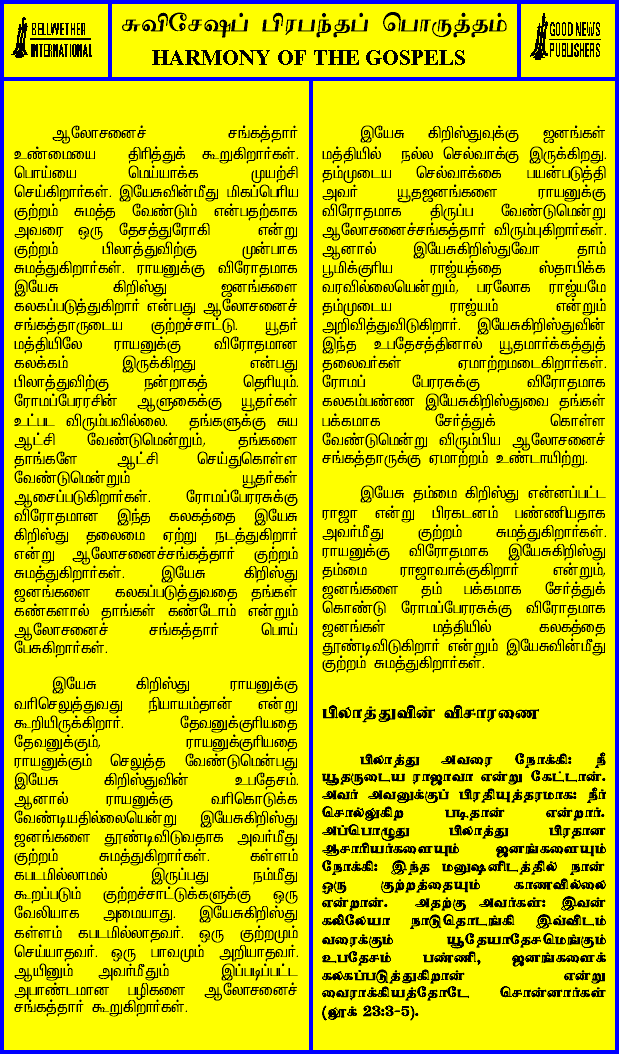 BELLWETHER
INTERNATIONAL
சுவிசேஷப் பிரபந்தப் பொருத்தம்
HARMONY OF THE GOSPELS
GOOD NEWS
PUBLISHERS
ஆலோசனைச் சங்கத்தார்
உண்மையை திரித்துக் கூறுகிறார்கள்.
பொய்யை மெய்யாக்க முயற்சி
செய்கிறார்கள். இயேசுவின்மீது மிகப்பெரிய
குற்றம் சுமத்த வேண்டும் என்பதற்காக
அவரை ஒரு தேசத்துரோகி என்று
குற்றம் பிலாத்துவிற்கு முன்பாக
சுமத்துகிறார்கள். ராயனுக்கு விரோதமாக
இயேசு கிறிஸ்து ஜனங்களை
கலகப்படுத்துகிறார் என்பது ஆலோசனைச்
சங்கத்தாருடைய குற்றச்சாட்டு. யூதர்
மத்தியிலே ராயனுக்கு விரோதமான
கலக்கம் இருக்கிறது என்பது
பிலாத்துவிற்கு நன்றாகத் தெரியும்.
ரோமப்பேரரசின் ஆளுகைக்கு யூதர்கள்
உட்பட விரும்பவில்லை. தங்களுக்கு சுய
ஆட்சி வேண்டுமென்றும், தங்களை
தாங்களே ஆட்சி செய்துகொள்ள
வேண்டுமென்றும் யூதர்கள்
ஆசைப்படுகிறார்கள். ரோமப்பேரரசுக்கு
விரோதமான இந்த கலகத்தை இயேசு
கிறிஸ்து தலைமை ஏற்று நடத்துகிறார்
என்று ஆலோசனைச்சங்கத்தார் குற்றம்
சுமத்துகிறார்கள். இயேசு கிறிஸ்து
ஜனங்களை கலகப்படுத்துவதை தங்கள்
கண்களால் தாங்கள் கண்டோம் என்றும்
ஆலோசனைச் சங்கத்தார் பொய்
பேசுகிறார்கள்.
இயேசு கிறிஸ்து ராயனுக்கு
வரிசெலுத்துவது நியாயம்தான் என்று
கூறியிருக்கிறார். தேவனுக்குரியதை
தேவனுக்கும், ராயனுக்குரியதை
ராயனுக்கும் செலுத்த வேண்டுமென்பது
இயேசு கிறிஸ்துவின் உபதேசம்.
ஆனால் ராயனுக்கு வரிகொடுக்க
வேண்டியதில்லையென்று இயேசுகிறிஸ்து
ஜனங்களை தூண்டிவிடுவதாக அவர்மீது
குற்றம் சுமத்துகிறார்கள். கள்ளம்
கபடமில்லாமல் இருப்பது நம்மீது
கூறப்படும் குற்றச்சாட்டுக்களுக்கு ஒரு
வேலியாக அமையாது. இயேசுகிறிஸ்து
கள்ளம் கபடமில்லாதவர். ஒரு குற்றமும்
செய்யாதவர். ஒரு பாவமும் அறியாதவர்.
ஆயினும் அவர்மீதும் இப்படிப்பட்ட
அபாண்டமான பழிகளை ஆலோசனைச்
சங்கத்தார் கூறுகிறார்கள்.
இயேசு கிறிஸ்துவுக்கு ஜனங்கள்
மத்தியில் நல்ல செல்வாக்கு இருக்கிறது.
தம்முடைய செல்வாக்கை பயன்படுத்தி
அவர் யூதஜனங்களை ராயனுக்கு
விரோதமாக திருப்ப வேண்டுமென்று
ஆலோசனைச்சங்கத்தார் விரும்புகிறார்கள்.
ஆனால் இயேசுகிறிஸ்துவோ தாம்
பூமிக்குரிய ராஜ்யத்தை ஸ்தாபிக்க
வரவில்லையென்றும், பரலோக ராஜ்யமே
தம்முடைய ராஜ்யம் என்றும்
அறிவித்துவிடுகிறார். இயேசுகிறிஸ்துவின்
இந்த உபதேசத்தினால் யூதமார்க்கத்துத்
தலைவர்கள் ஏமாற்றமடைகிறார்கள்.
ரோமப் பேரரசுக்கு விரோதமாக
கலகம்பண்ண இயேசுகிறிஸ்துவை தங்கள்
பக்கமாக சேர்த்துக் கொள்ள
வேண்டுமென்று விரும்பிய ஆலோசனைச்
சங்கத்தாருக்கு ஏமாற்றம் உண்டாயிற்று.
இயேசு தம்மை கிறிஸ்து என்னப்பட்ட
ராஜா என்று பிரகடனம் பண்ணியதாக
அவர்மீது குற்றம் சுமத்துகிறார்கள்.
ராயனுக்கு விரோதமாக இயேசுகிறிஸ்து
தம்மை ராஜாவாக்குகிறார் என்றும்,
ஜனங்களை தம் பக்கமாக சேர்த்துக்
கொண்டு ரோமப்பேரரசுக்கு விரோதமாக
ஜனங்கள் மத்தியில் கலகத்தை
தூண்டிவிடுகிறார் என்றும் இயேசுவின்மீது
குற்றம் சுமத்துகிறார்கள்.
பிலாத்துவின் விசாரணை
பிலாத்து அவரை நோக்கி: நீ
யூதருடைய ராஜாவா என்று கேட்டான்.
அவர் அவனுக்குப் பிரதியுத்தரமாக: நீர்
சொல்லுகிற படிதான் என்றார்.
அப்பொழுது பிலாத்து பிரதான
ஆசாரியர்களையும் ஜனங்களையும்
நோக்கி: இந்த மனுஷனிடத்தில் நான்
ஒரு குற்றத்தையும் காணவில்லை
என்றான். அதற்கு அவர்கள்: இவன்
கலிலேயா நாடுதொடங்கி இவ்விடம்
வரைக்கும் யூதேயாதேசமெங்கும்
உபதேசம் பண்ணி, ஜனங்களைக்
கலகப்படுத்துகிறான் என்று
வைராக்கியத்தோடே சொன்னார்கள்
(லூக் 23:3-5).